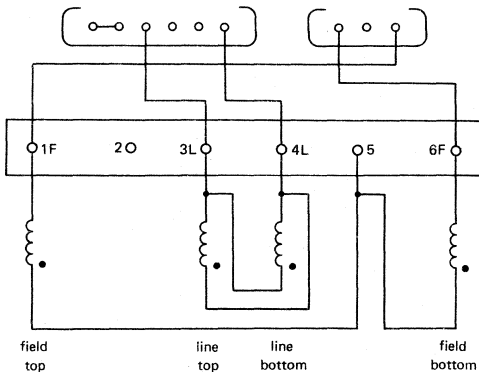 1F 2 3L 4L 5 6F
field top
line top
line bottom
field bottom